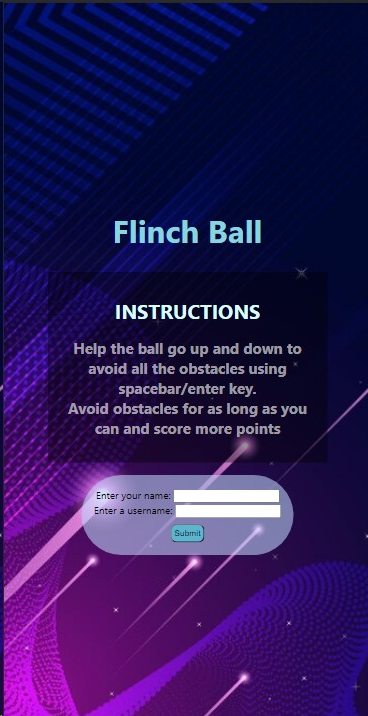 Flinch Ball
INSTRUCTIONS
Help the ball go up and down to
avoid all the obstacles using
spacebar/enter key.
Avoid obstacles for as long as you
can and score more points
Enter your name:
Enter a username:
Submit